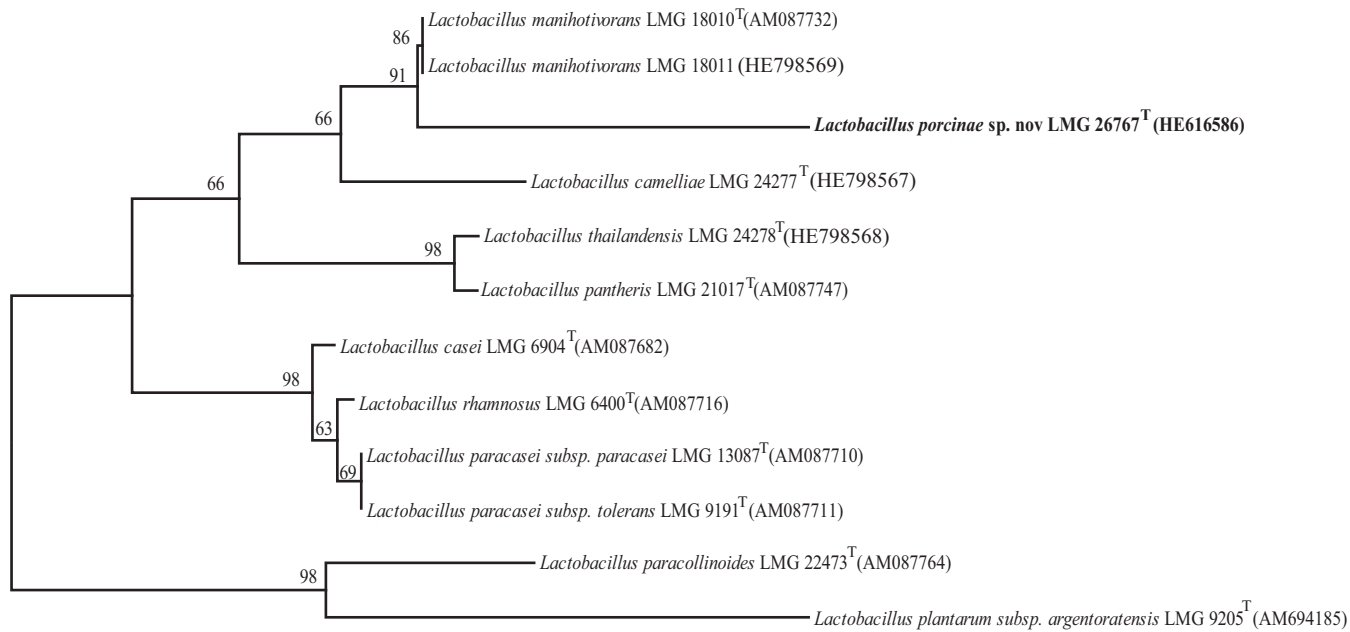 Lactobacillus manihotivorans LMG 18010T(AM087732)
86
Lactobacillus manihotivorans LMG 18011 (HE798569)
91
66
Lactobacillus porcinae sp. nov LMG 26767T (HE616586)
Lactobacillus camelliae LMG 24277T(HE798567)
66
Lactobacillus thailandensis LMG 24278T(HE798568)
98
Lactobacillus pantheris LMG 21017T(AM087747)
Lactobacillus casei LMG 6904T(AM087682)
98
Lactobacillus rhamnosus LMG 6400T(AM087716)
63
Lactobacillus paracasei subsp. paracasei LMG 13087T(AM087710)
69
Lactobacillus paracasei subsp. tolerans LMG 9191T(AM087711)
Lactobacillus paracollinoides LMG 22473T(AM087764)
98
Lactobacillus plantarum subsp. argentoratensis LMG 9205T(AM694185)